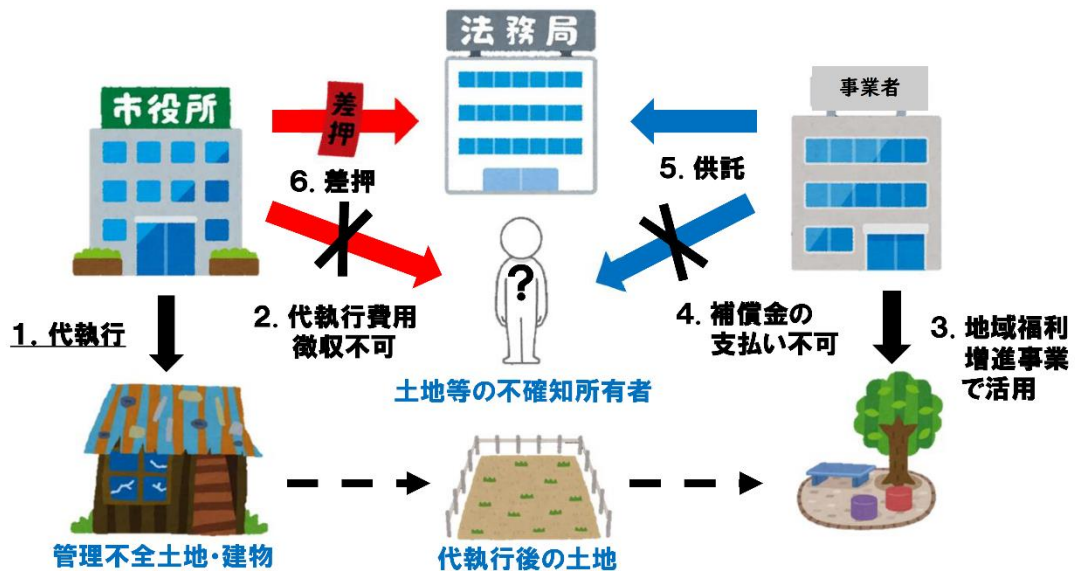 法務局
市役所
事業者
差
押
6. 差押
5. 供託
?
1. 代執行
2. 代執行費用
徴収不可
4. 補償金の
支払い不可
3. 地域福利
増進事業
で活用
土地等の不確知所有者
管理不全土地・建物
代執行後の土地